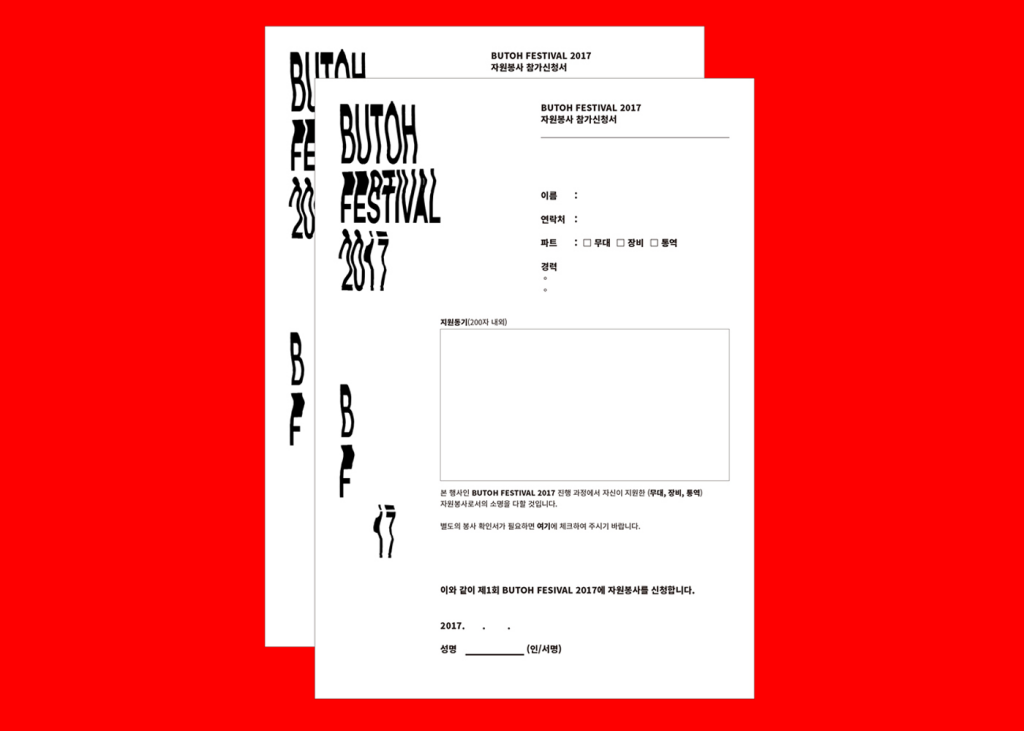 BUTOH
FE
20
B
F
BUTOH FESTIVAL 2017
자원봉사 참가신청서
BUTOH
FESTIVAL
2017
B
F
17
BUTOH FESTIVAL 2017
자원봉사 참가신청서
이름 :
연락처 :
파트 : □ 무대 □ 장비 □ 통역
경력
지원동기(200자 내외)
본 행사인 BUTOH FESTIVAL 2017 진행 과정에서 자신이 지원한 (무대, 장비, 통역)
자원봉사로서의 소명을 다할 것입니다.
별도의 봉사 확인서가 필요하면 여기에 체크하여 주시기 바랍니다.
이와 같이 제1회 BUTOH FESIVAL 2017에 자원봉사를 신청합니다.
2017. . .
성명 ________ (인/서명)